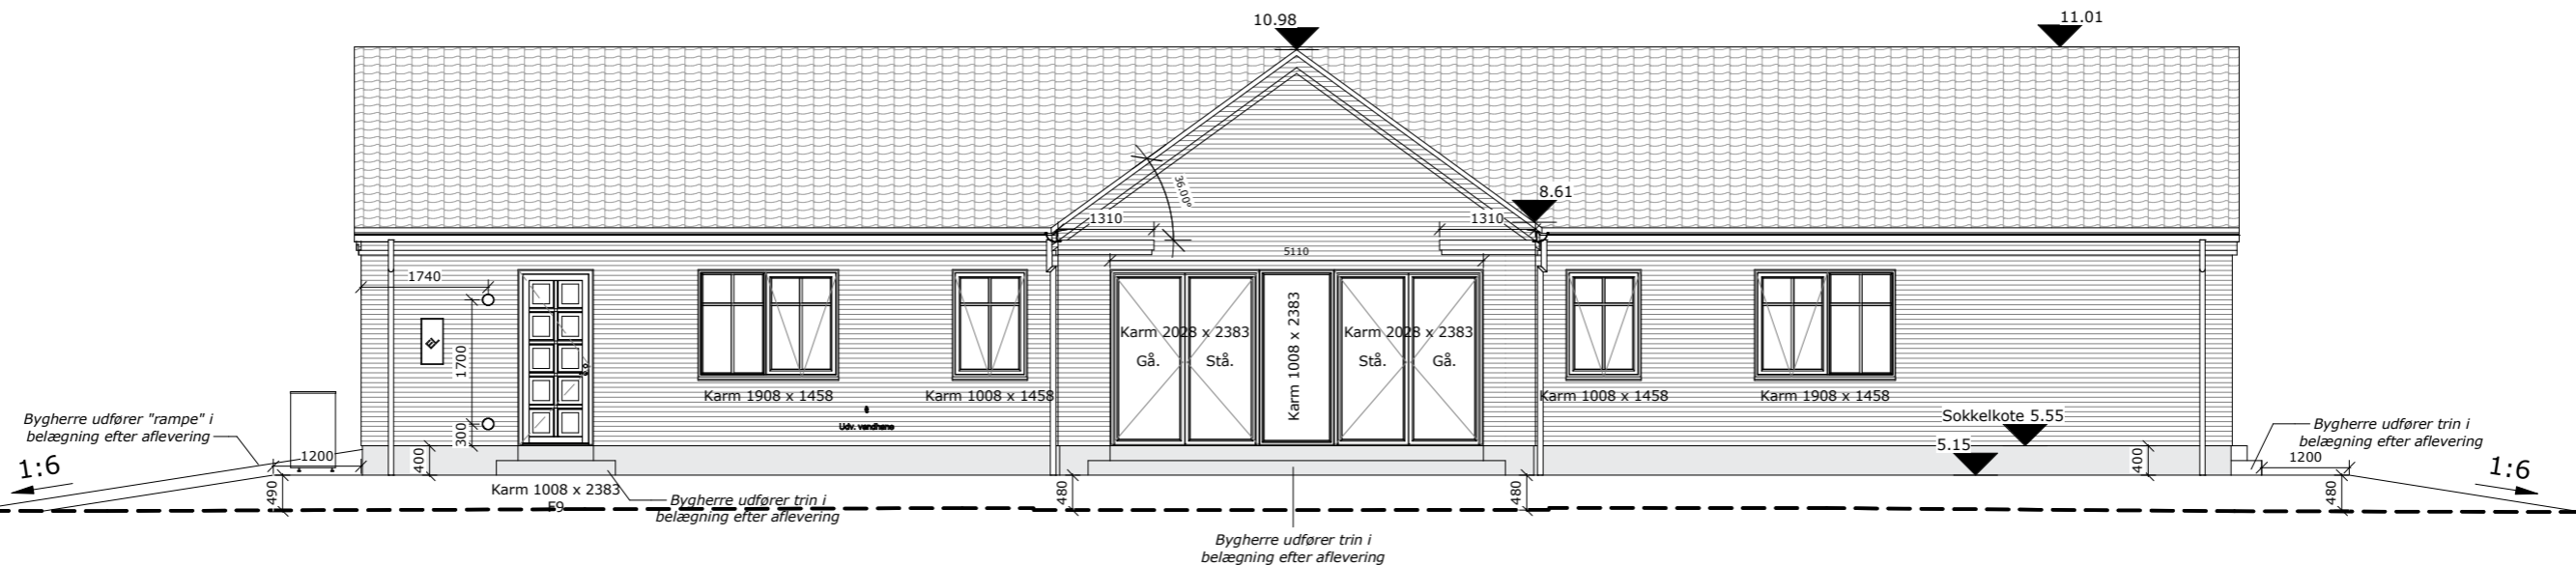 10.98
11.01
8.61
36.00°
1310
1310
5110
1740
1700
300
Karm 2028 x 2383
Gå. Stå.
Karm 1008 x 2383
Karm 2028 x 2383
Stå. Gå.
Karm 1908 x 1458
Karm 1008 x 1458
Karm 1008 x 1458
Karm 1908 x 1458
Udv. vandhane
Sokkelkote 5.55
5.15
Bygherre udfører "rampe" i
belægning efter aflevering
1:6
1200
490
400
Karm 1008 x 2383
F9
Bygherre udfører trin i
belægning efter aflevering
480
480
Bygherre udfører trin i
belægning efter aflevering
400
Bygherre udfører trin i
belægning efter aflevering
1200
480
1:6